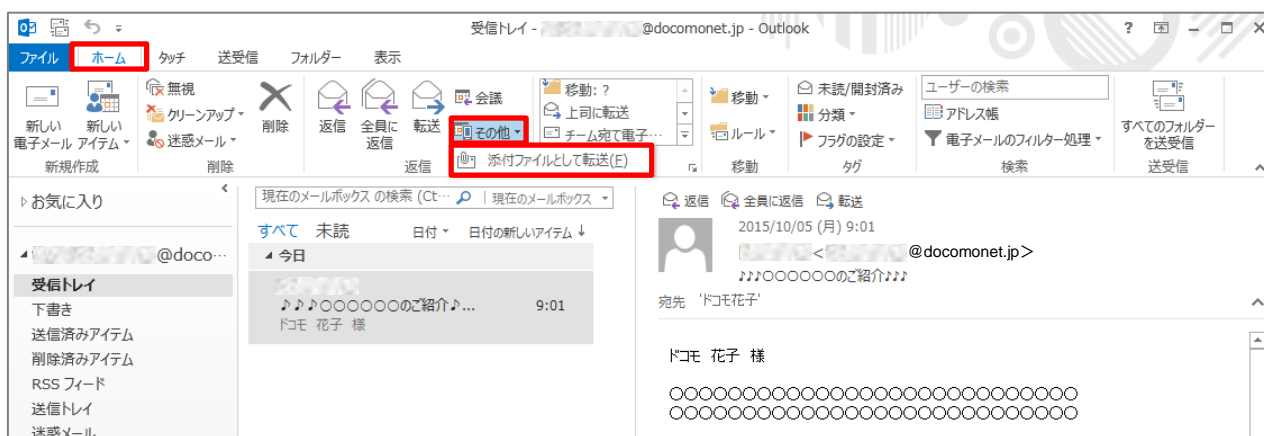 受信トレイ - @docomonet.jp - Outlook
ファイル ホーム タッチ 送受信 フォルダー 表示
新しい電子メール
新しいアイテム
新規作成
無視
クリーンアップ
迷惑メール
削除
削除
返信
全員に返信
転送
会議
その他
添付ファイルとして転送(F)
返信
移動: ?
上司に転送
チーム宛て電子…
移動
ルール
移動
未読/開封済み
分類
フラグの設定
タグ
ユーザーの検索
アドレス帳
電子メールのフィルター処理
検索
すべてのフォルダーを送受信
送受信
お気に入り
@doco…
受信トレイ
下書き
送信済みアイテム
削除済みアイテム
RSS フィード
送信トレイ
迷惑メール
現在のメールボックス の検索 (Ct… 現在のメールボックス
すべて 未読 日付 日付の新しいアイテム ↓
今日
♪♪♪○○○○○○のご紹介♪... 9:01
ドコモ 花子 様
返信 全員に返信 転送
2015/10/05 (月) 9:01
< @docomonet.jp＞
♪♪♪○○○○○○のご紹介♪♪♪
宛先 'ドコモ花子'
ドコモ 花子 様
○○○○○○○○○○○○○○○○○○○○○○○○○○○○
○○○○○○○○○○○○○○○○○○○○○○○○○○○○